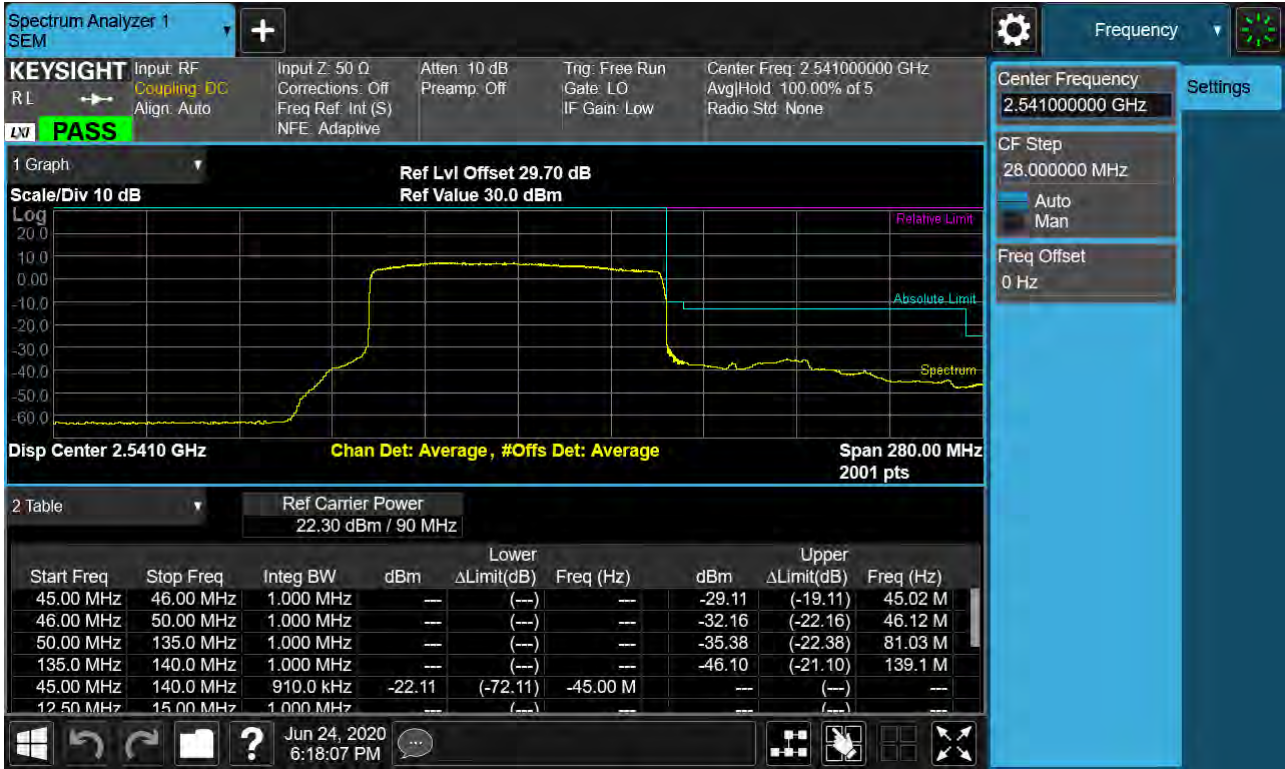 Spectrum Analyzer 1
SEM
+
Frequency
KEYSIGHT
R L
LXI
PASS
Input: RF
Coupling: DC
Align: Auto
Input Z: 50 Ω
Corrections: Off
Freq Ref: Int (S)
NFE: Adaptive
Atten: 10 dB
Preamp: Off
Trig: Free Run
Gate: LO
IF Gain: Low
Center Freq: 2.541000000 GHz
Avg|Hold: 100.00% of 5
Radio Std: None
Center Frequency
2.541000000 GHz
Settings
CF Step
28.000000 MHz
Auto
Man
Freq Offset
0 Hz
1 Graph
Scale/Div 10 dB
Ref Lvl Offset 29.70 dB
Ref Value 30.0 dBm
Log
20.0
10.0
0.00
-10.0
-20.0
-30.0
-40.0
-50.0
-60.0
Relative Limit
Absolute Limit
Spectrum
Disp Center 2.5410 GHz
Chan Det: Average , #Offs Det: Average
Span 280.00 MHz
2001 pts
2 Table
Ref Carrier Power
22.30 dBm / 90 MHz
Lower Upper
Start Freq Stop Freq Integ BW dBm ΔLimit(dB) Freq (Hz) dBm ΔLimit(dB) Freq (Hz)
45.00 MHz 46.00 MHz 1.000 MHz --- (---) --- -29.11 (-19.11) 45.02 M
46.00 MHz 50.00 MHz 1.000 MHz --- (---) --- -32.16 (-22.16) 46.12 M
50.00 MHz 135.0 MHz 1.000 MHz --- (---) --- -35.38 (-22.38) 81.03 M
135.0 MHz 140.0 MHz 1.000 MHz --- (---) --- -46.10 (-21.10) 139.1 M
45.00 MHz 140.0 MHz 910.0 kHz -22.11 (-72.11) -45.00 M --- (---) ---
12.50 MHz 15.00 MHz 1.000 MHz --- (---) --- --- (---) ---
?
Jun 24, 2020
6:18:07 PM